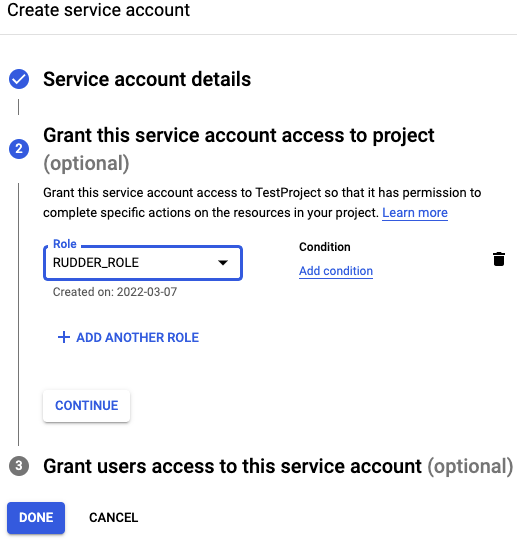 Create service account
Service account details
2
Grant this service account access to project
(optional)
Grant this service account access to TestProject so that it has permission to
complete specific actions on the resources in your project. Learn more
Role
Condition
RUDDER_ROLE
Add condition
Created on: 2022-03-07
+ ADD ANOTHER ROLE
CONTINUE
3
Grant users access to this service account (optional)
DONE
CANCEL